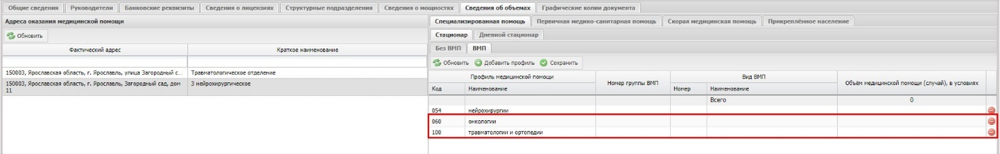 Общие сведения Руководители Банковские реквизиты Сведения о лицензиях Структурные подразделения Сведения о мощностях Сведения об объемах Графические копии документа
Адреса оказания медицинской помощи
Обновить
Фактический адрес Краткое наименование
150003, Ярославская область, г. Ярославль, улица Загородный с... Травматологическое отделение
150003, Ярославская область, г. Ярославль, Загородный сад, дом 3 нейрохирургическое
11
Специализированная помощь Первичная медико-санитарная помощь Скорая медицинская помощь Прикреплённое население
Стационар Дневной стационар
Без ВМП ВМП
Обновить Добавить профиль Сохранить
Профиль медицинской помощи Номер группы ВМП Вид ВМП Объём медицинской помощи (случай), в условиях
Код Наименование Номер Наименование
Всего 0
054 нейрохирургии
060 онкологии
100 травматологии и ортопедии